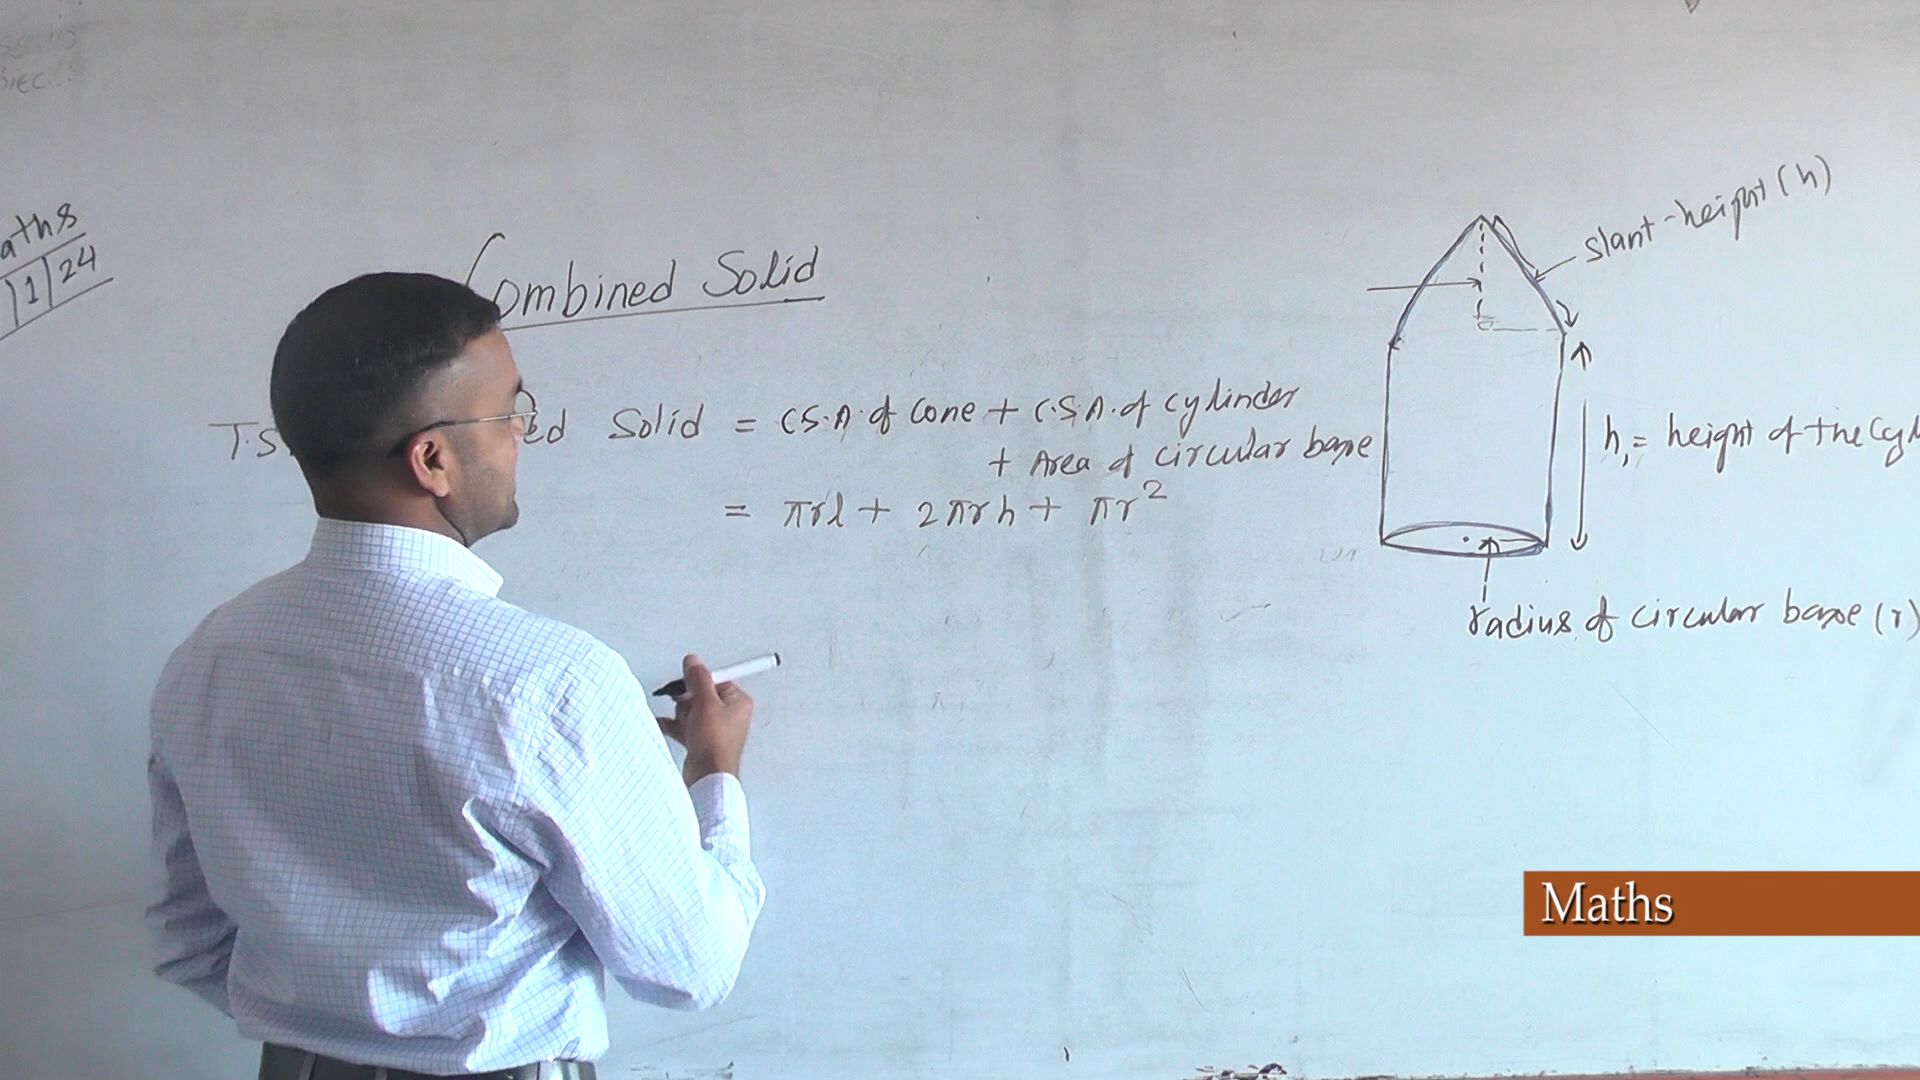 aths
1/24
Combined Solid
T.S ed Solid = C.S.A. of Cone + C.S.A. of cylinder
+ Area of circular base
= πrl + 2πrh + πr²
slant-height (h)
h₁ = height of the Cyl
radius of circular base (r)
Maths